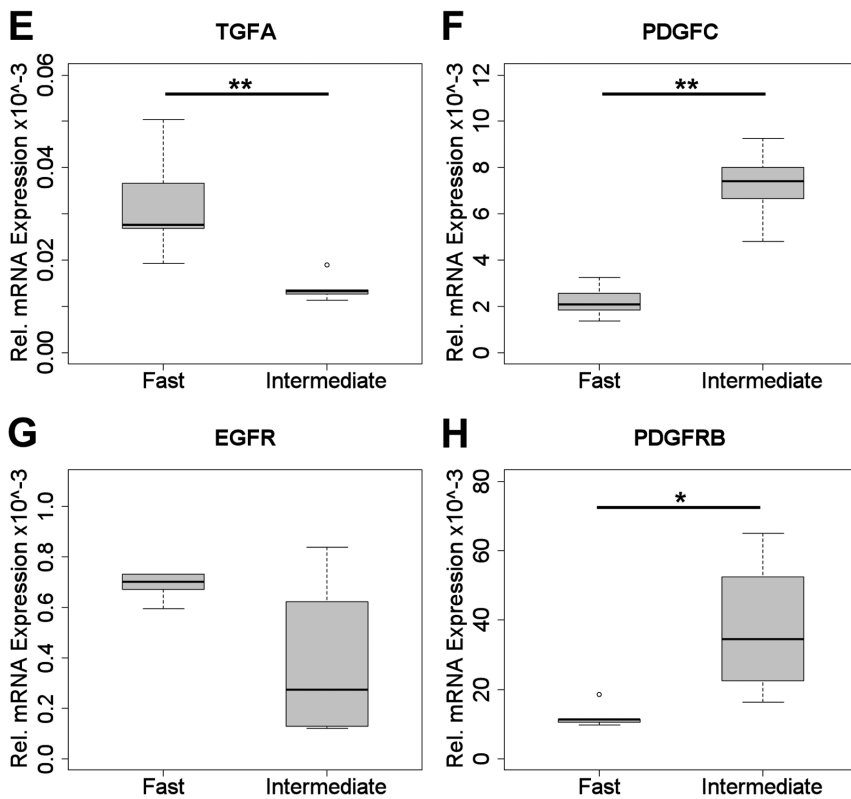 E
TGFA
Rel. mRNA Expression x10^-3
0.06
0.04
0.02
0.00
**
Fast
Intermediate
F
PDGFC
Rel. mRNA Expression x10^-3
12
10
8
6
4
2
0
**
Fast
Intermediate
G
EGFR
Rel. mRNA Expression x10^-3
1.0
0.8
0.6
0.4
0.2
0.0
Fast
Intermediate
H
PDGFRB
Rel. mRNA Expression x10^-3
80
60
40
20
0
*
Fast
Intermediate